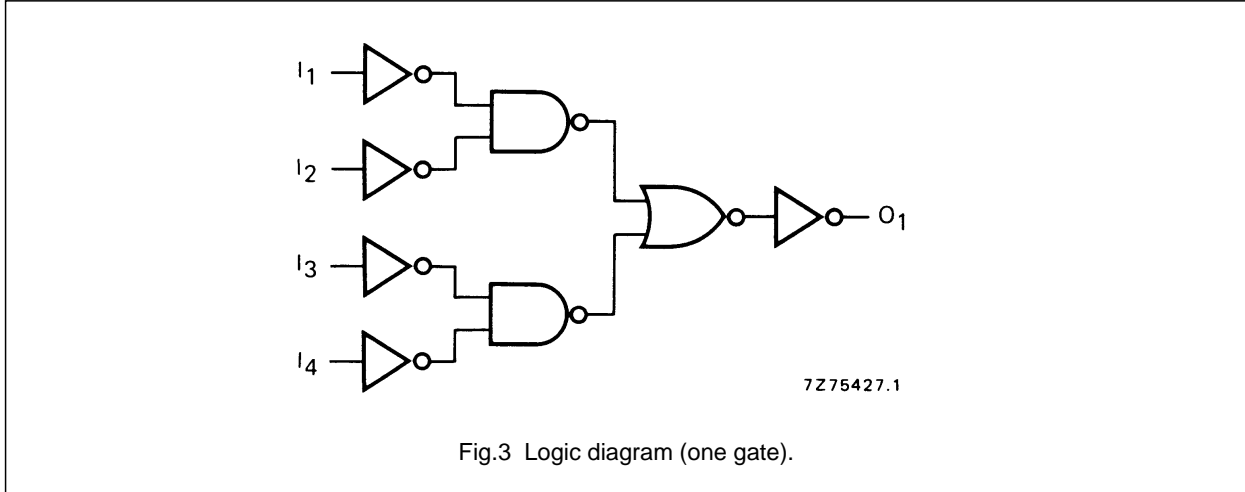 I1
I2
I3
I4
O1
7Z75427.1
Fig.3 Logic diagram (one gate).